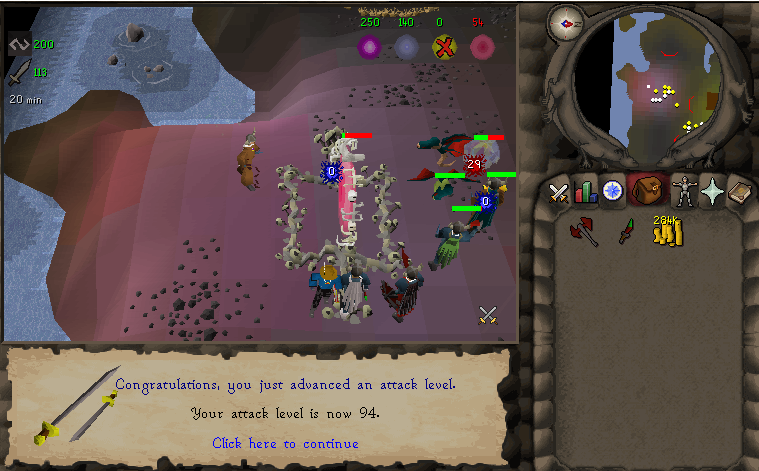 250 140 0 54
200
113
20 min
0
29
0
284K
Congratulations, you just advanced an attack level.
Your attack level is now 94.
Click here to continue